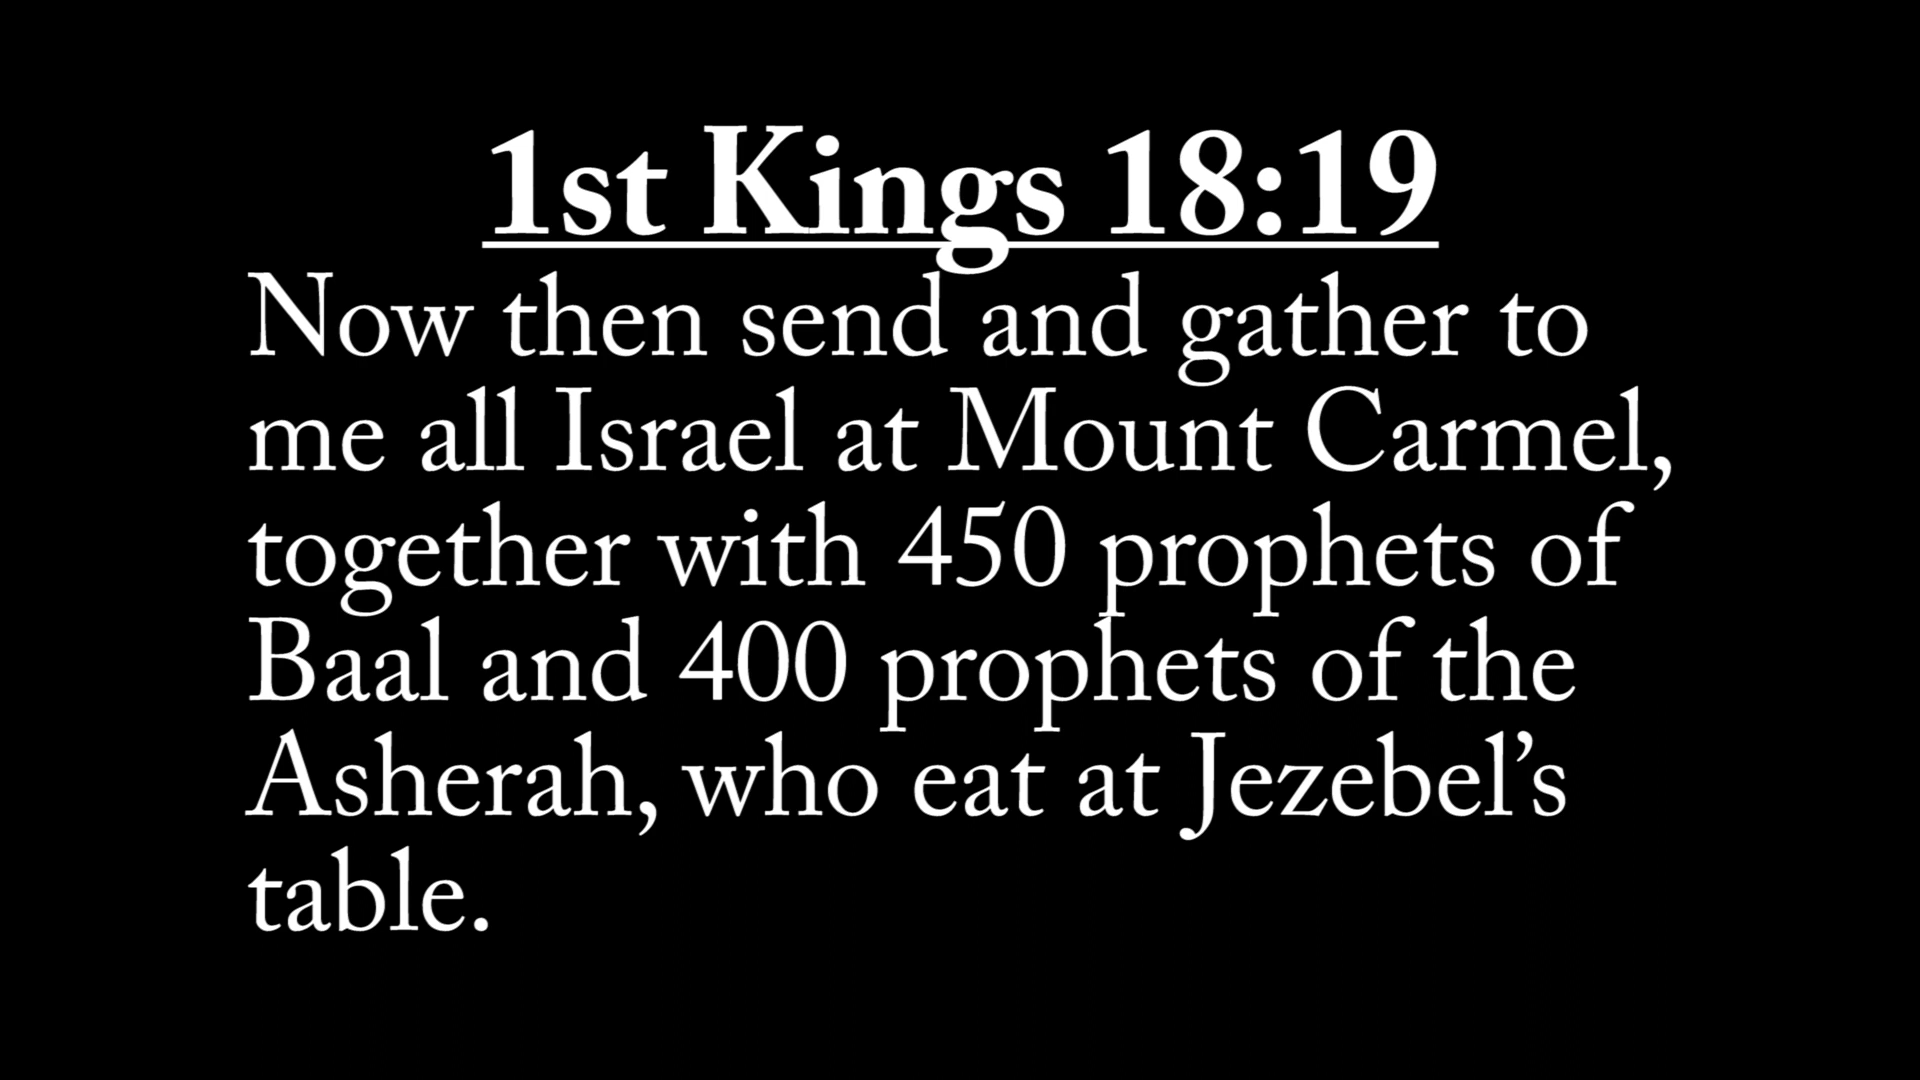 1st Kings 18:19
Now then send and gather to
me all Israel at Mount Carmel,
together with 450 prophets of
Baal and 400 prophets of the
Asherah, who eat at Jezebel’s
table.